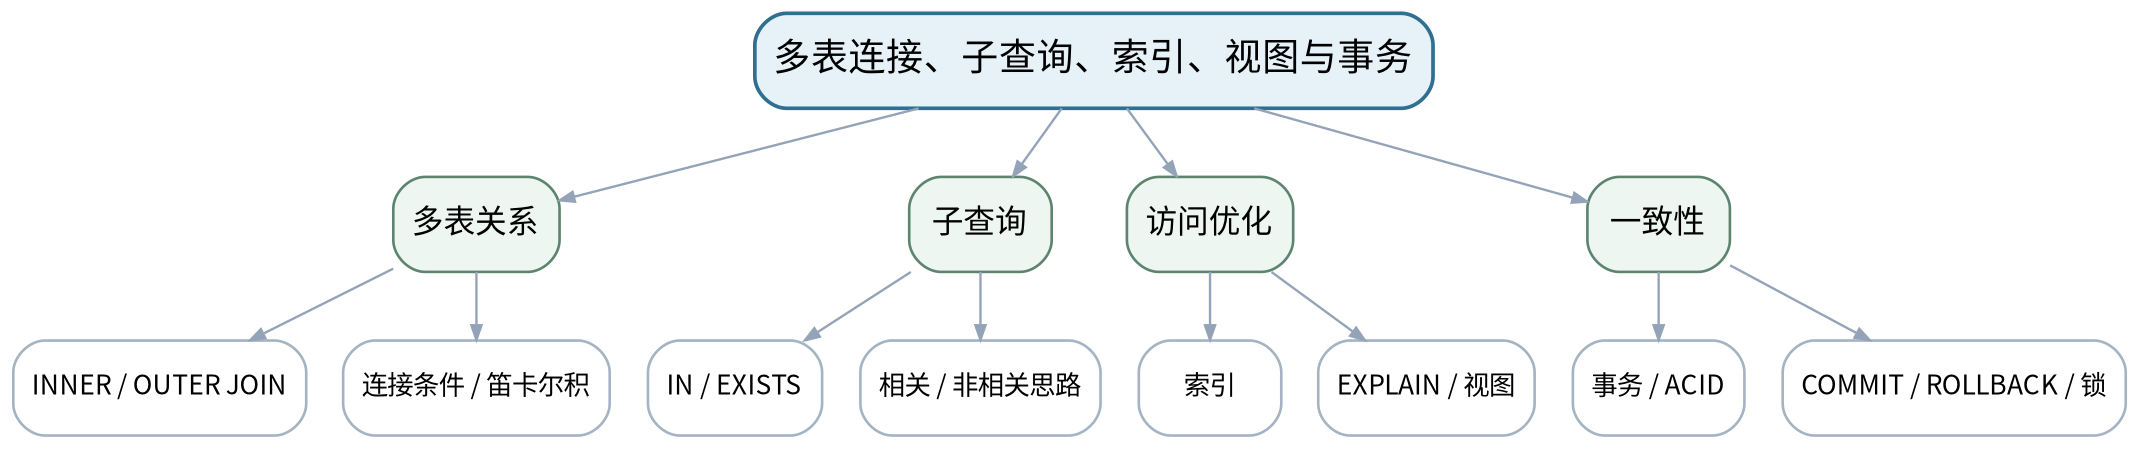 多表连接、子查询、索引、视图与事务
多表关系
子查询
访问优化
一致性
INNER / OUTER JOIN
连接条件 / 笛卡尔积
IN / EXISTS
相关 / 非相关思路
索引
EXPLAIN / 视图
事务 / ACID
COMMIT / ROLLBACK / 锁